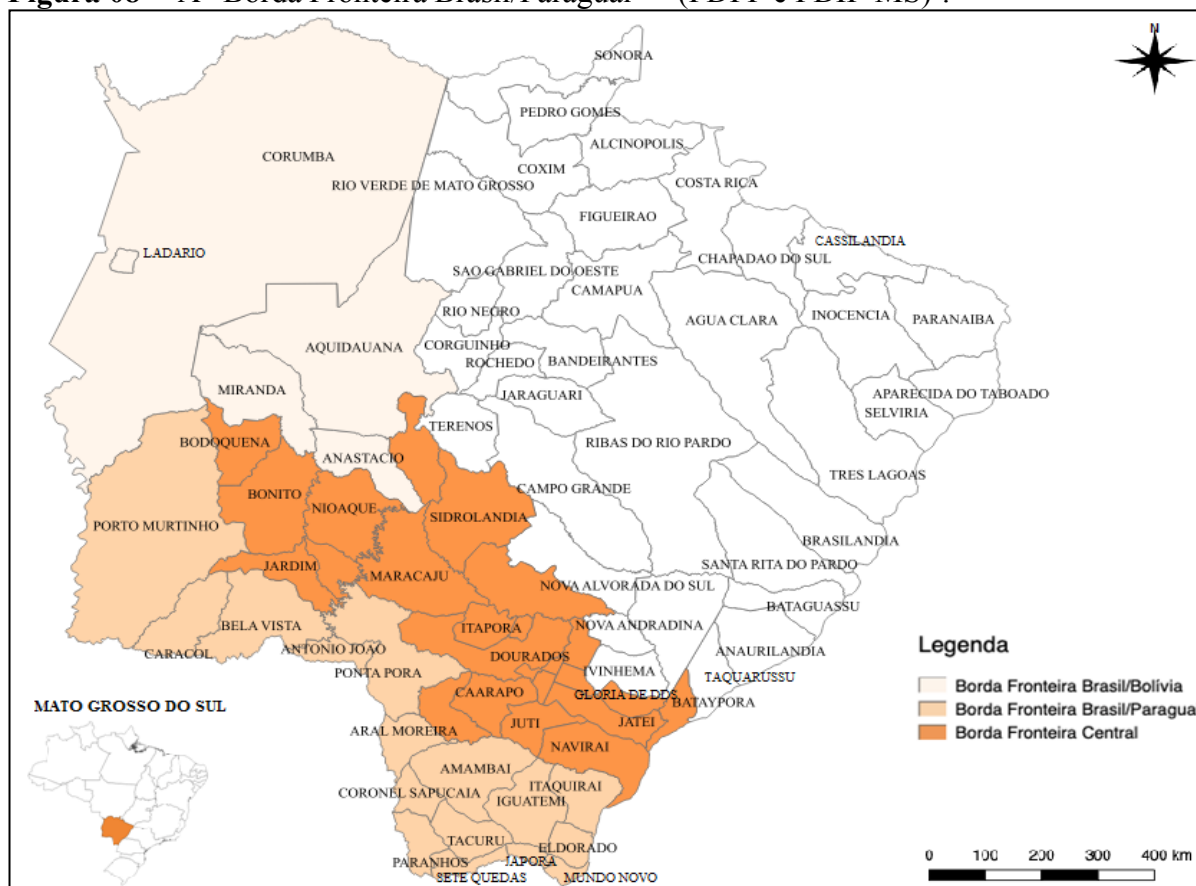 Figura 08 – A "Borda Fronteira Brasil/Paraguai" – (PDFF e PDIF-MS) .
N
SONORA
PEDRO GOMES
ALCINOPOLIS
CORUMBA
COXIM
RIO VERDE DE MATO GROSSO
COSTA RICA
FIGUEIRAO
CASSILANDIA
LADARIO
CHAPADAO DO SUL
SAO GABRIEL DO OESTE
CAMAPUA
RIO NEGRO
AGUA CLARA
INOCENCIA
PARANAIBA
AQUIDAUANA
CORGUINHO
ROCHEDO
BANDEIRANTES
MIRANDA
JARAGUARI
APARECIDA DO TABOADO
SELVIRIA
TERENOS
BODOQUENA
RIBAS DO RIO PARDO
ANASTACIO
TRES LAGOAS
CAMPO GRANDE
BONITO
NIOAQUE
SIDROLANDIA
PORTO MURTINHO
BRASILANDIA
JARDIM
MARACAJU
SANTA RITA DO PARDO
NOVA ALVORADA DO SUL
BATAGUASSU
BELA VISTA
ITAPORA
NOVA ANDRADINA
CARACOL
ANTONIO JOAO
DOURADOS
ANAURILANDIA
PONTA PORA
IVINHEMA
TAQUARUSSU
CAARAPO
GLORIA DE DDS
BATAYPORA
ARAL MOREIRA
JUTI
JATEI
NAVIRAI
AMAMBAI
ITAQUIRAI
CORONEL SAPUCAIA
IGUATEMI
TACURU
ELDORADO
PARANHOS
JAPORA
SETE QUEDAS
MUNDO NOVO
MATO GROSSO DO SUL
Legenda
Borda Fronteira Brasil/Bolívia
Borda Fronteira Brasil/Paragua
Borda Fronteira Central
0 100 200 300 400 km